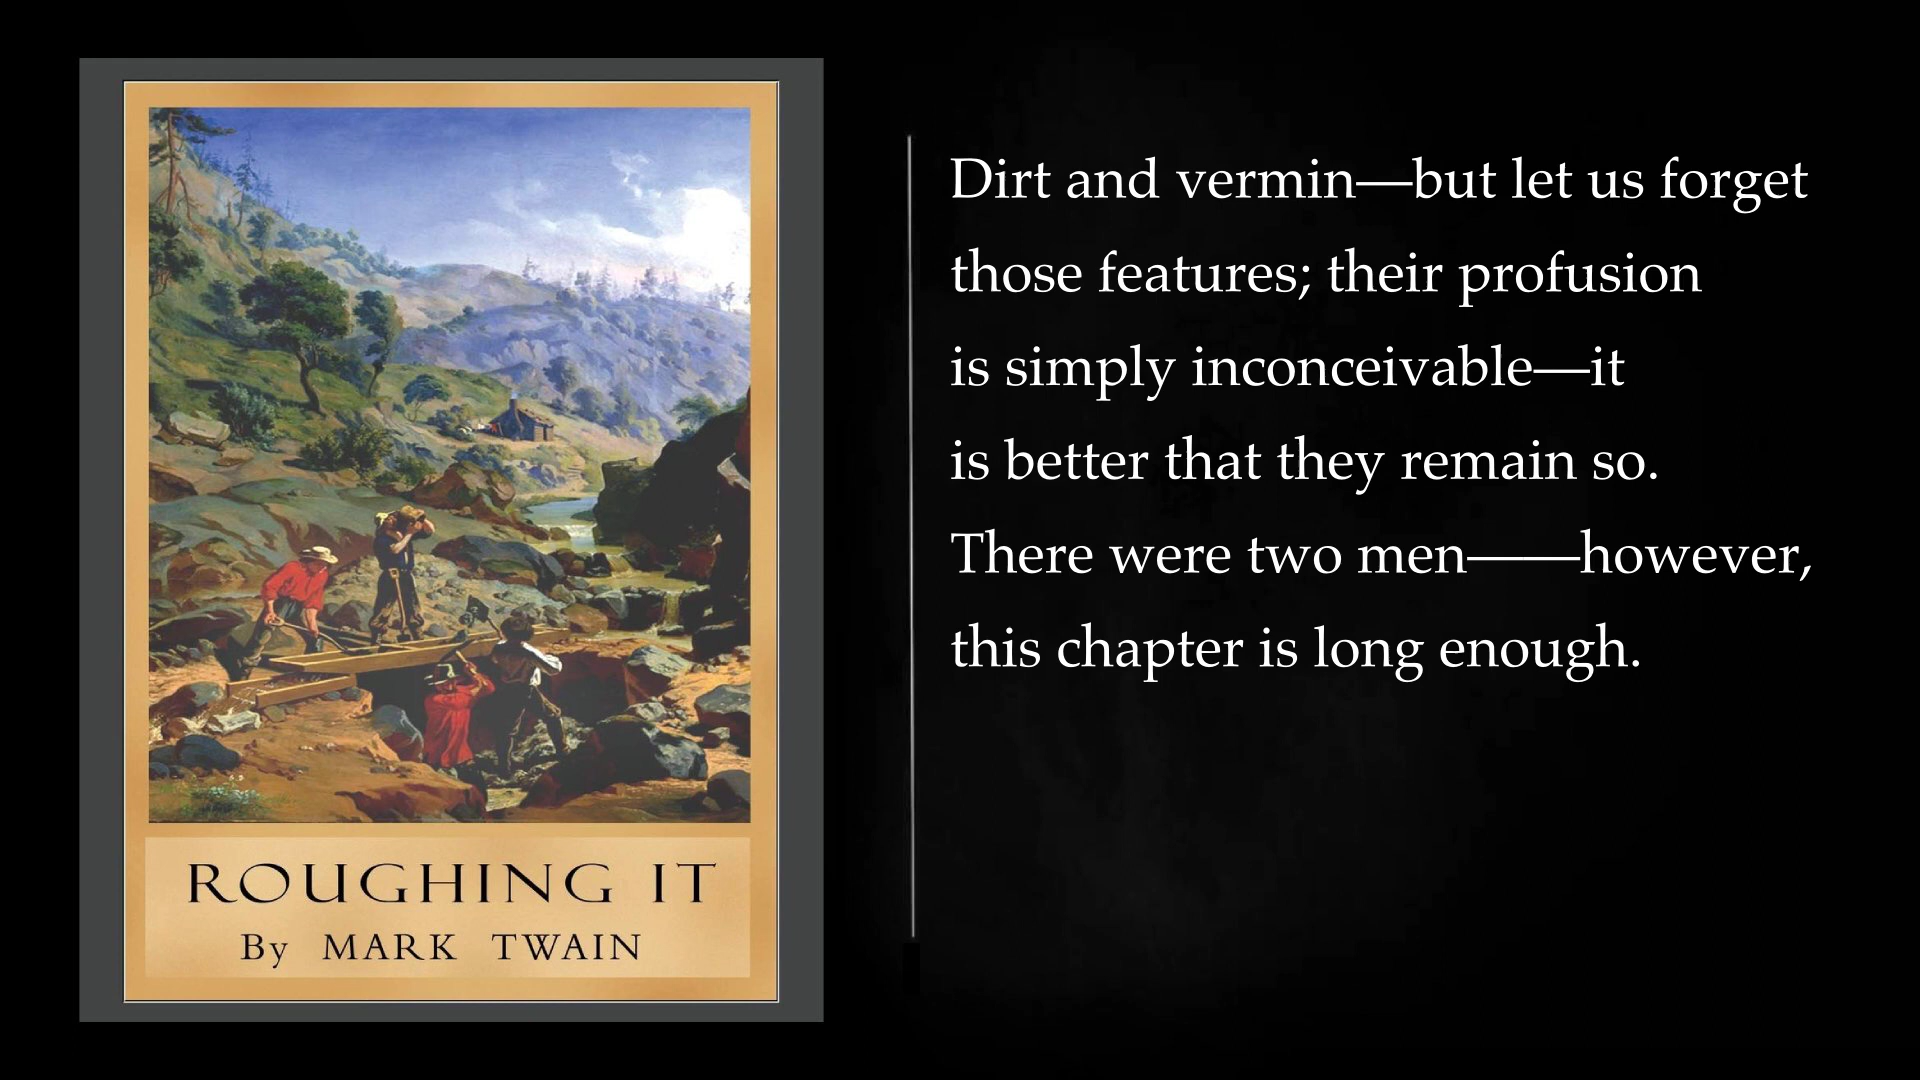 Dirt and vermin—but let us forget
those features; their profusion
is simply inconceivable—it
is better that they remain so.
There were two men——however,
this chapter is long enough.
ROUGHING IT
By MARK TWAIN